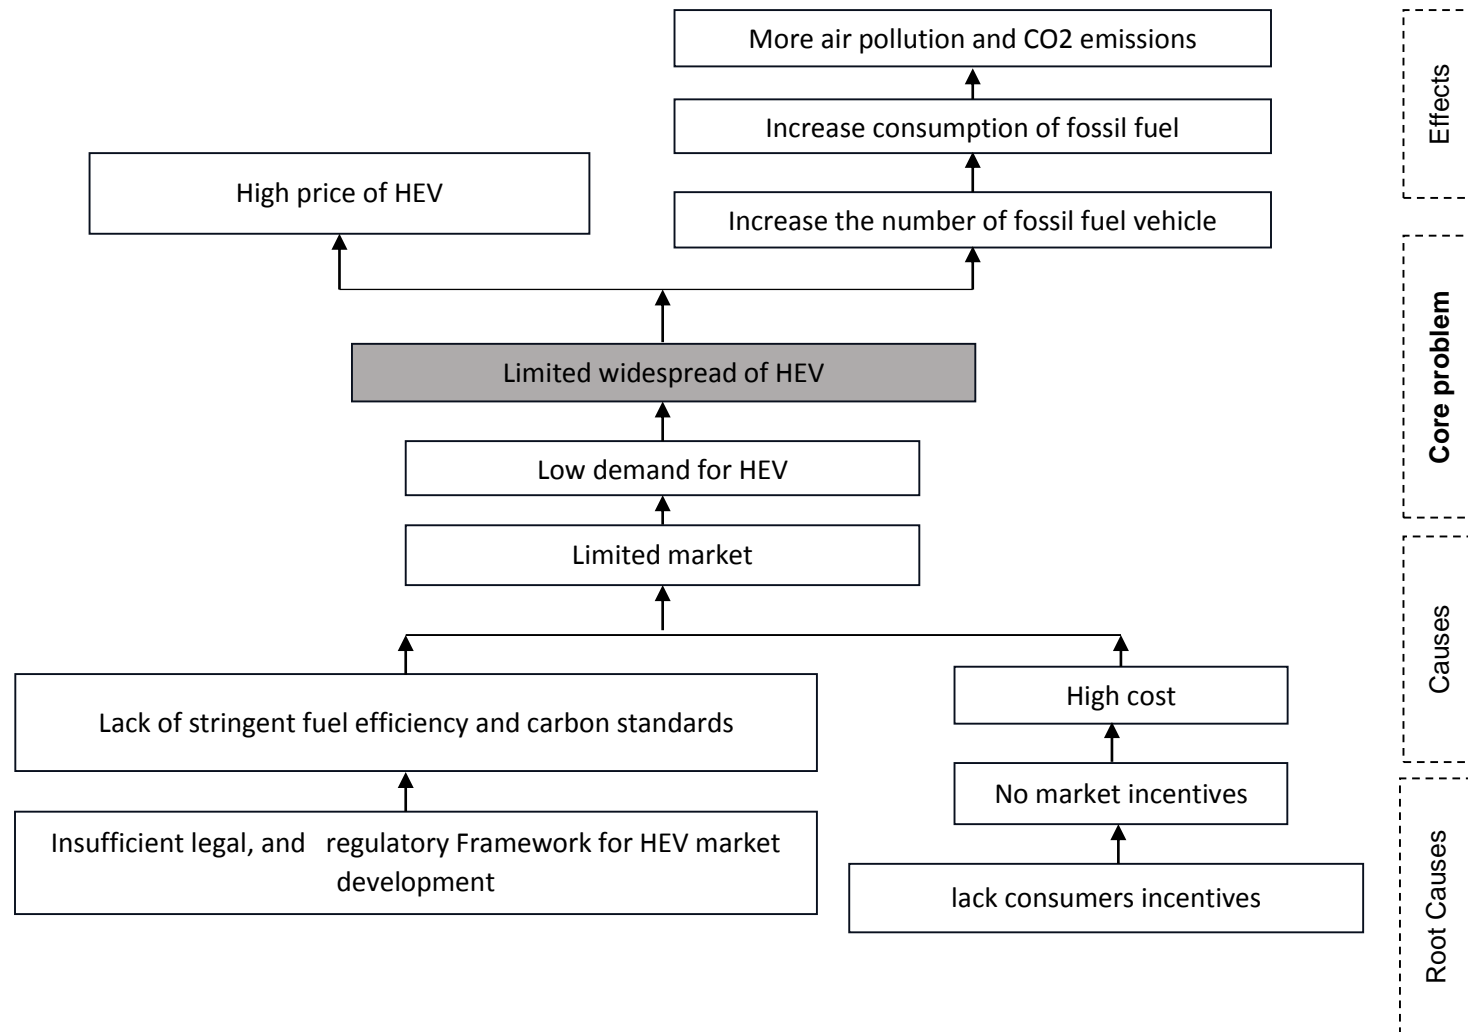 More air pollution and CO2 emissions
Increase consumption of fossil fuel
High price of HEV
Increase the number of fossil fuel vehicle
Limited widespread of HEV
Low demand for HEV
Limited market
Lack of stringent fuel efficiency and carbon standards
High cost
No market incentives
Insufficient legal, and   regulatory Framework for HEV market
development
lack consumers incentives
Effects
Core problem
Causes
Root Causes